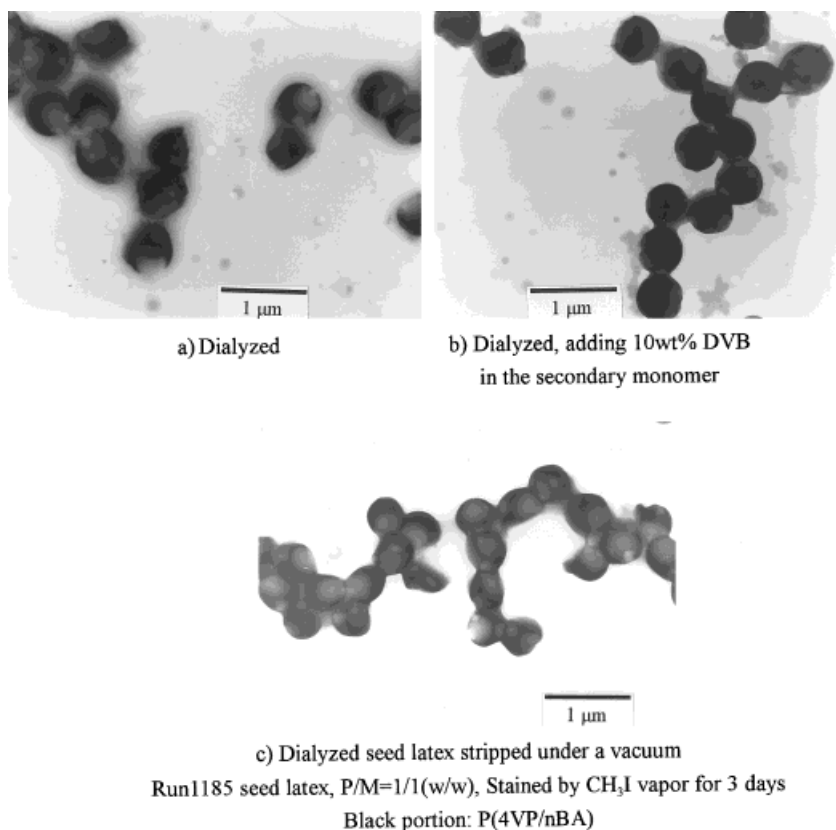 1 μm
1 μm
a) Dialyzed
b) Dialyzed, adding 10wt% DVB
in the secondary monomer
1 μm
c) Dialyzed seed latex stripped under a vacuum
Run1185 seed latex, P/M=1/1(w/w), Stained by CH₃I vapor for 3 days
Black portion: P(4VP/nBA)